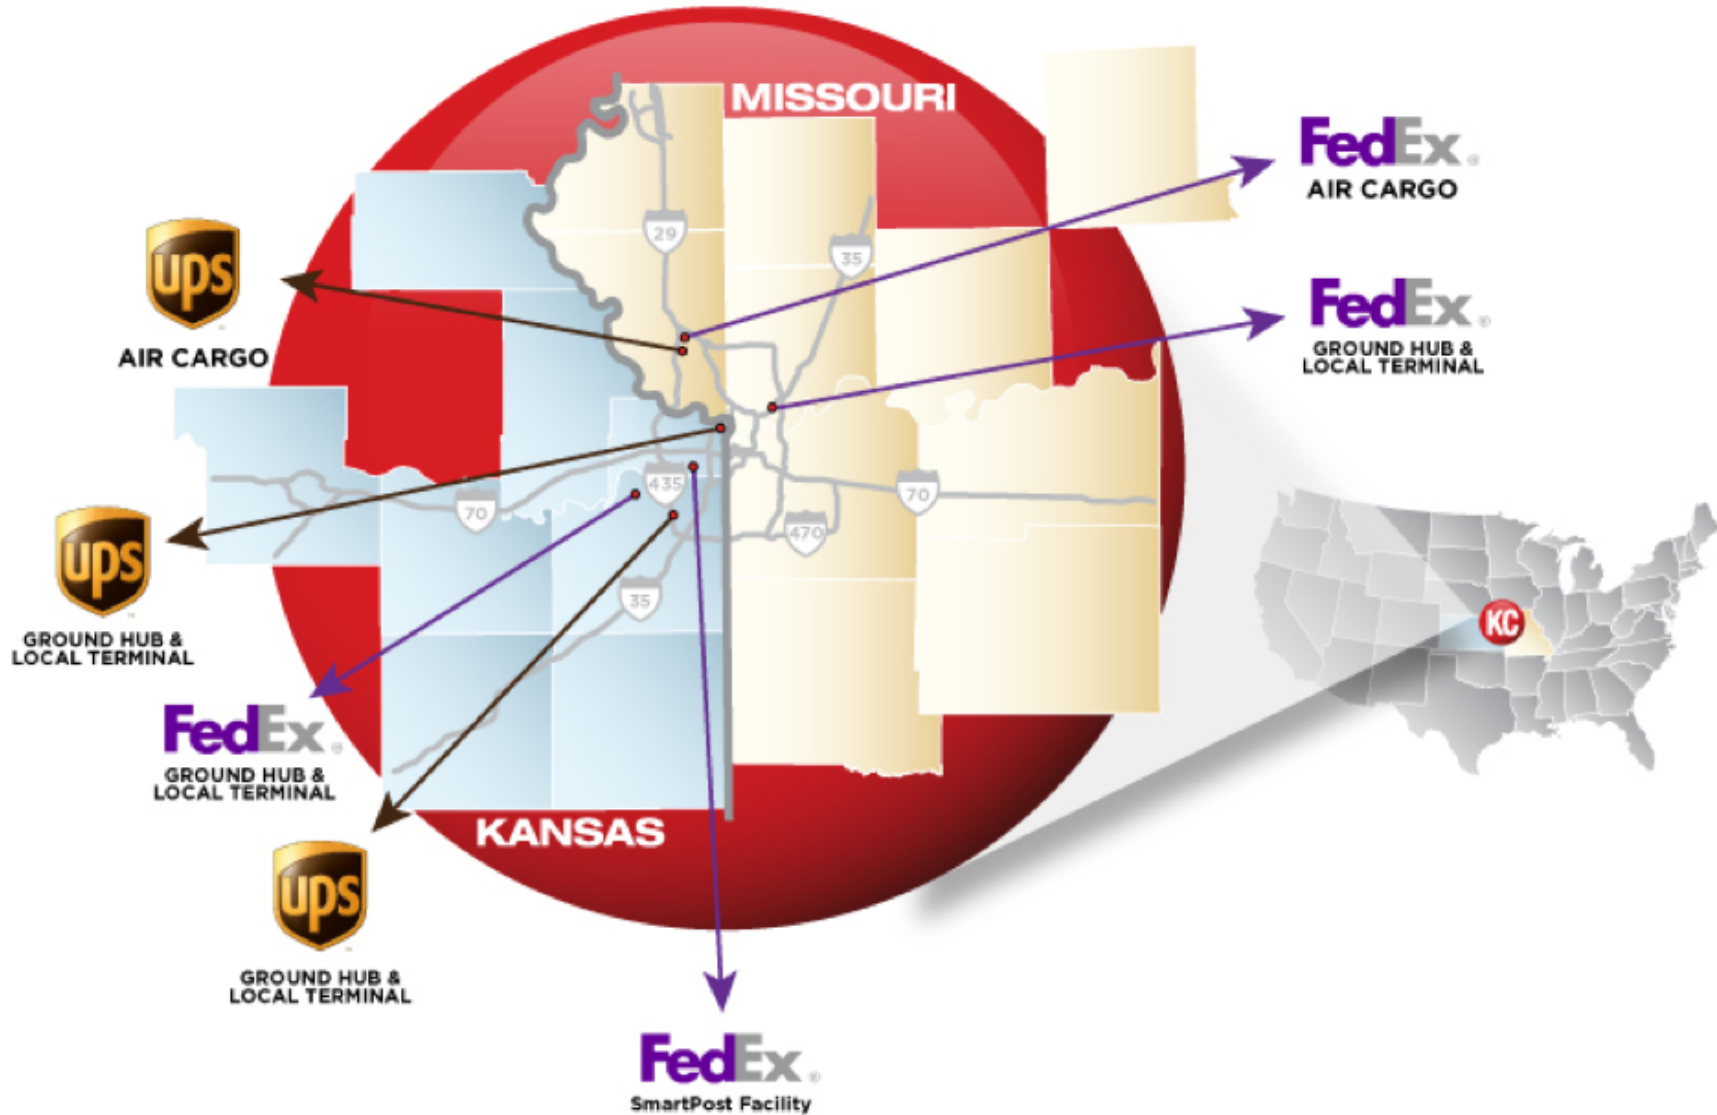 MISSOURI
FedEx®
AIR CARGO
29
35
ups
AIR CARGO
FedEx®
GROUND HUB &
LOCAL TERMINAL
435
70
70
470
35
ups
GROUND HUB &
LOCAL TERMINAL
KC
FedEx®
GROUND HUB &
LOCAL TERMINAL
KANSAS
ups
GROUND HUB &
LOCAL TERMINAL
FedEx®
SmartPost Facility